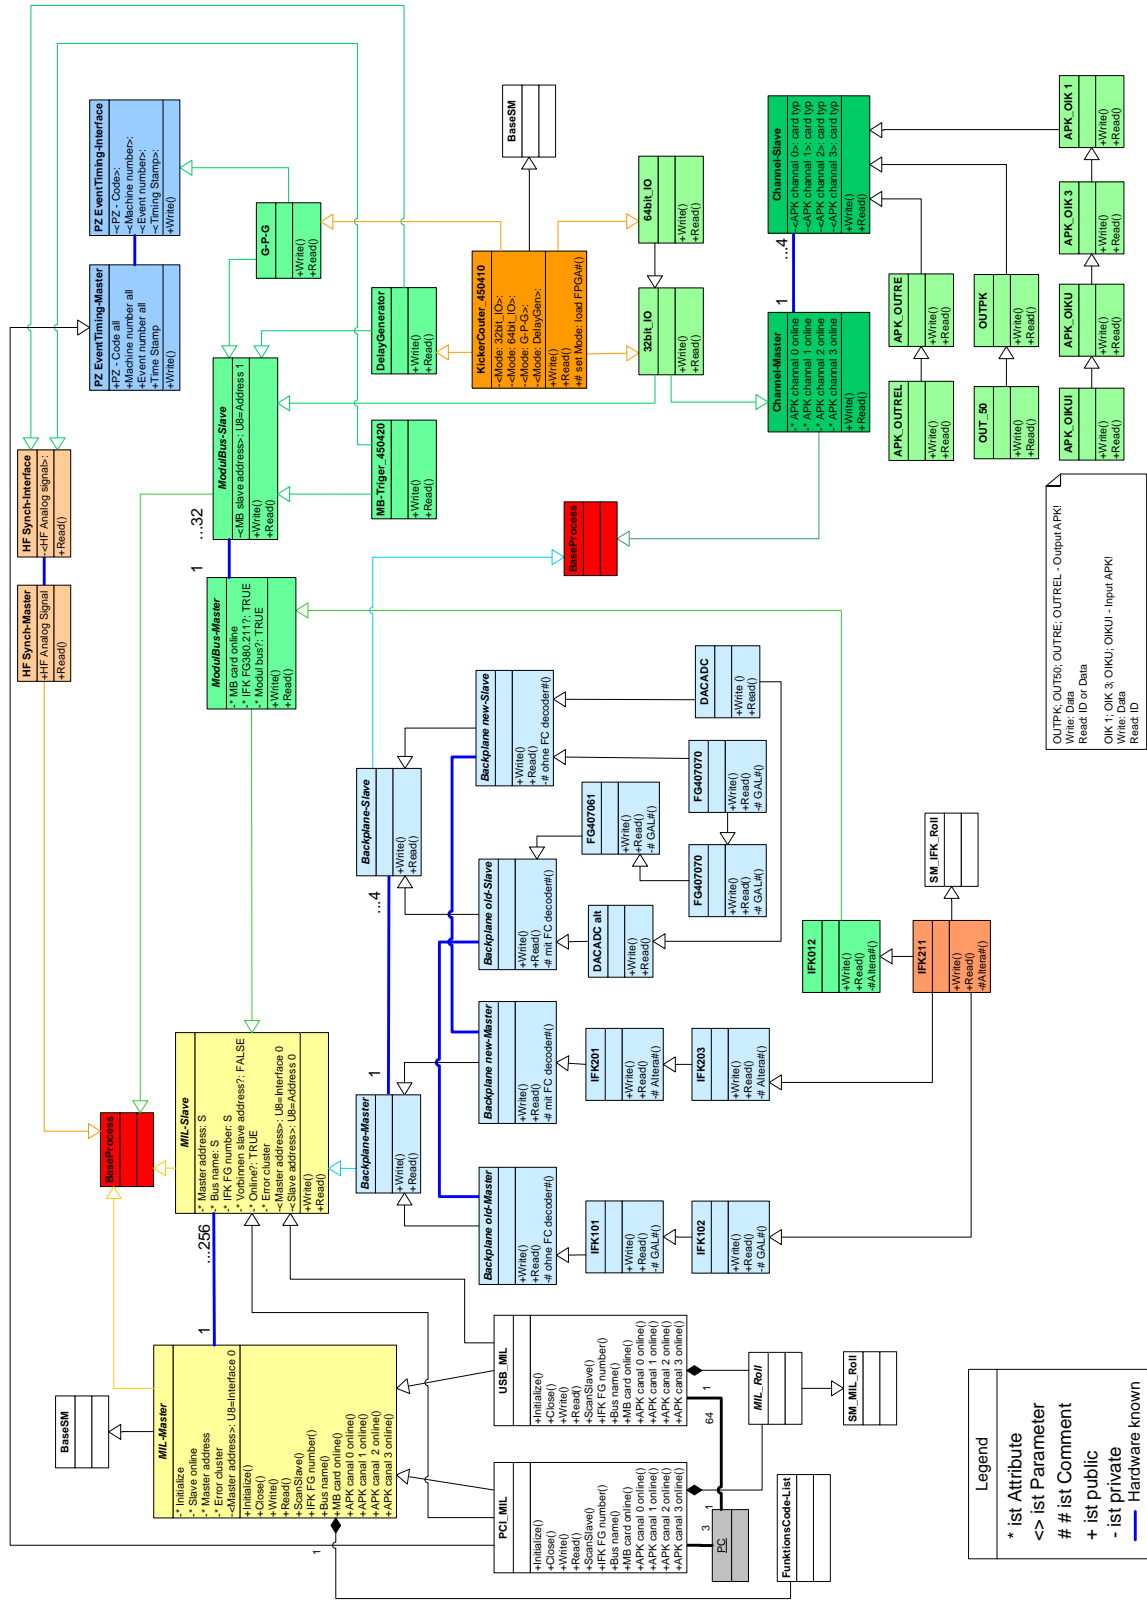 BaseSM
MIL-Master
-* Initialize
-* Slave online
-* Master address
-* Error cluster
-<Master address>: U8=Interface 0
+Initialize()
+Close()
+Write()
+Read()
+ScanSlave()
+IFK FG number()
+Bus name()
+MB card online()
+APK canal 0 online()
+APK canal 1 online()
+APK canal 2 online()
+APK canal 3 online()
1
...256
BaseProcess
MIL-Slave
-* Master address: S
-* Bus name: S
-* IFK FG number: S
-* Vorbinnen slave address?: FALSE
-* Online?: TRUE
-* Error cluster
-<Master address>: U8=Interface 0
-<Slave address>: U8=Address 0
+Write()
+Read()
HF Synch-Master
+HF Analog Signal
+Read()
HF Synch-Interface
-<HF Analog signal>:
+Read()
PZ EventTiming-Master
+PZ - Code all
+Machine number all
+Event number all
+Time Stamp
+Write()
PZ EventTiming-Interface
-<PZ - Code>:
-<Machine number>:
-<Event number>:
-<Timing Stamp>:
+Write()
ModulBus-Master
-* MB card online
-* IFK FG380.211?: TRUE
-* Modul bus?: TRUE
+Write()
+Read()
1
...32
ModulBus-Slave
-<MB slave address>: U8=Address 1
+Write()
+Read()
G-P-G
+Write()
+Read()
MB-Triger_450420
+Write()
+Read()
DelayGenerator
+Write()
+Read()
KickerCouter_450410
-<Mode: 32bit_IO>:
-<Mode: 64bit_IO>:
-<Mode: G-P-G>:
-<Mode: DelayGen>:
+Write()
+Read()
+# set Mode: load FPGA#()
BaseSM
32bit_IO
+Write()
+Read()
64bit_IO
+Write()
+Read()
Channel-Master
-* APK channel 0 online
-* APK channel 1 online
-* APK channel 2 online
-* APK channel 3 online
+Write()
+Read()
1
...4
Channel-Slave
-<APK channel 0>: card typ
-<APK channel 1>: card typ
-<APK channel 2>: card typ
-<APK channel 3>: card typ
+Write()
+Read()
APK_OUTREL
+Write()
+Read()
APK_OUTRE
+Write()
+Read()
OUT_50
+Write()
+Read()
OUTPK
+Write()
+Read()
APK_OIKUI
+Write()
+Read()
APK_OIKU
+Write()
+Read()
APK_OIK 3
+Write()
+Read()
APK_OIK 1
+Write()
+Read()
BaseProcess
Backplane-Master
+Write()
+Read()
1
...4
Backplane-Slave
+Write()
+Read()
Backplane old-Master
+Write()
+Read()
-# ohne FC decoder#()
Backplane new-Master
+Write()
+Read()
-# mit FC decoder#()
Backplane old-Slave
+Write()
+Read()
-# mit FC decoder#()
Backplane new-Slave
+Write()
+Read()
-# ohne FC decoder#()
IFK101
+Write()
+Read()
-# GAL#()
IFK102
+Write()
+Read()
-# GAL#()
IFK201
+Write()
+Read()
-# Altera#()
IFK203
+Write()
+Read()
-# Altera#()
DACADC alt
+Write()
+Read()
FG407061
+Write()
+Read()
-# GAL#()
FG407070
+Write()
+Read()
-# GAL#()
FG407070
+Write()
+Read()
-# GAL#()
DACADC
+Write ()
+Read()
IFK012
+Write()
+Read()
-#Altera#()
IFK211
+Write()
+Read()
-#Altera#()
SM_IFK_Roll
PCI_MIL
+Initialize()
+Close()
+Write()
+Read()
+ScanSlave()
+IFK FG number()
+Bus name()
+MB card online()
+APK canal 0 online()
+APK canal 1 online()
+APK canal 2 online()
+APK canal 3 online()
1
USB_MIL
+Initialize()
+Close()
+Write()
+Read()
+ScanSlave()
+IFK FG number()
+Bus name()
+MB card online()
+APK canal 0 online()
+APK canal 1 online()
+APK canal 2 online()
+APK canal 3 online()
3
1
64
1
PC
MIL_Roll
SM_MIL_Roll
FunktionsCode-List
OUTPK; OUT50; OUTRE; OUTREL - Output APK!
Write: Data
Read: ID or Data
OIK 1; OIK 3; OIKU; OIKUI - Input APK!
Write: Data
Read: ID
Legend
* ist Attribute
<> ist Parameter
# # ist Comment
+ ist public
- ist private
Hardware known